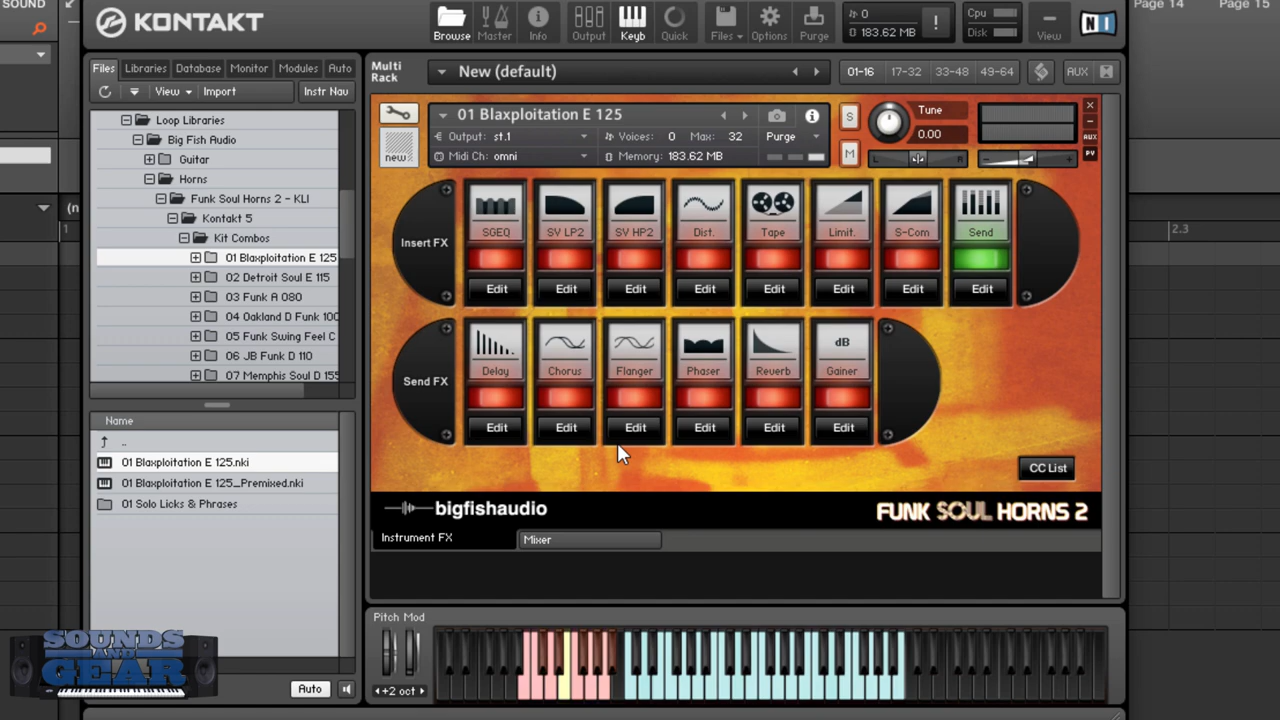 SOUND
Page 14
Page 15
KONTAKT
Browse
Master
Info
Output
Keyb
Quick
Files
Options
Purge
0
183.62 MB
!
Cpu
Disk
View
NI
Files
Libraries
Database
Monitor
Modules
Auto
View
Import
Instr Nav
Multi
Rack
New (default)
01-16
17-32
33-48
49-64
AUX
Loop Libraries
Big Fish Audio
Guitar
Horns
Funk Soul Horns 2 - KLI
Kontakt 5
Kit Combos
01 Blaxploitation E 125
02 Detroit Soul E 115
03 Funk A 080
04 Oakland D Funk 100
05 Funk Swing Feel C
06 JB Funk D 110
07 Memphis Soul D 155
Name
..
01 Blaxploitation E 125.nki
01 Blaxploitation E 125_Premixed.nki
01 Solo Licks & Phrases
Auto
new
01 Blaxploitation E 125
Output: st.1
Voices: 0 Max: 32
Purge
Midi Ch: omni
Memory: 183.62 MB
S
M
Tune
0.00
L
R
AUX
PV
Insert FX
SGEQ
SV LP2
SV HP2
Dist.
Tape
Limit.
S-Com
Send
Edit
Edit
Edit
Edit
Edit
Edit
Edit
Edit
Send FX
Delay
Chorus
Flanger
Phaser
Reverb
dB
Gainer
Edit
Edit
Edit
Edit
Edit
Edit
CC List
bigfishaudio
FUNK SOUL HORNS 2
Instrument FX
Mixer
Pitch Mod
+2 oct
(n
1
2.3
SOUNDS
AND
GEAR